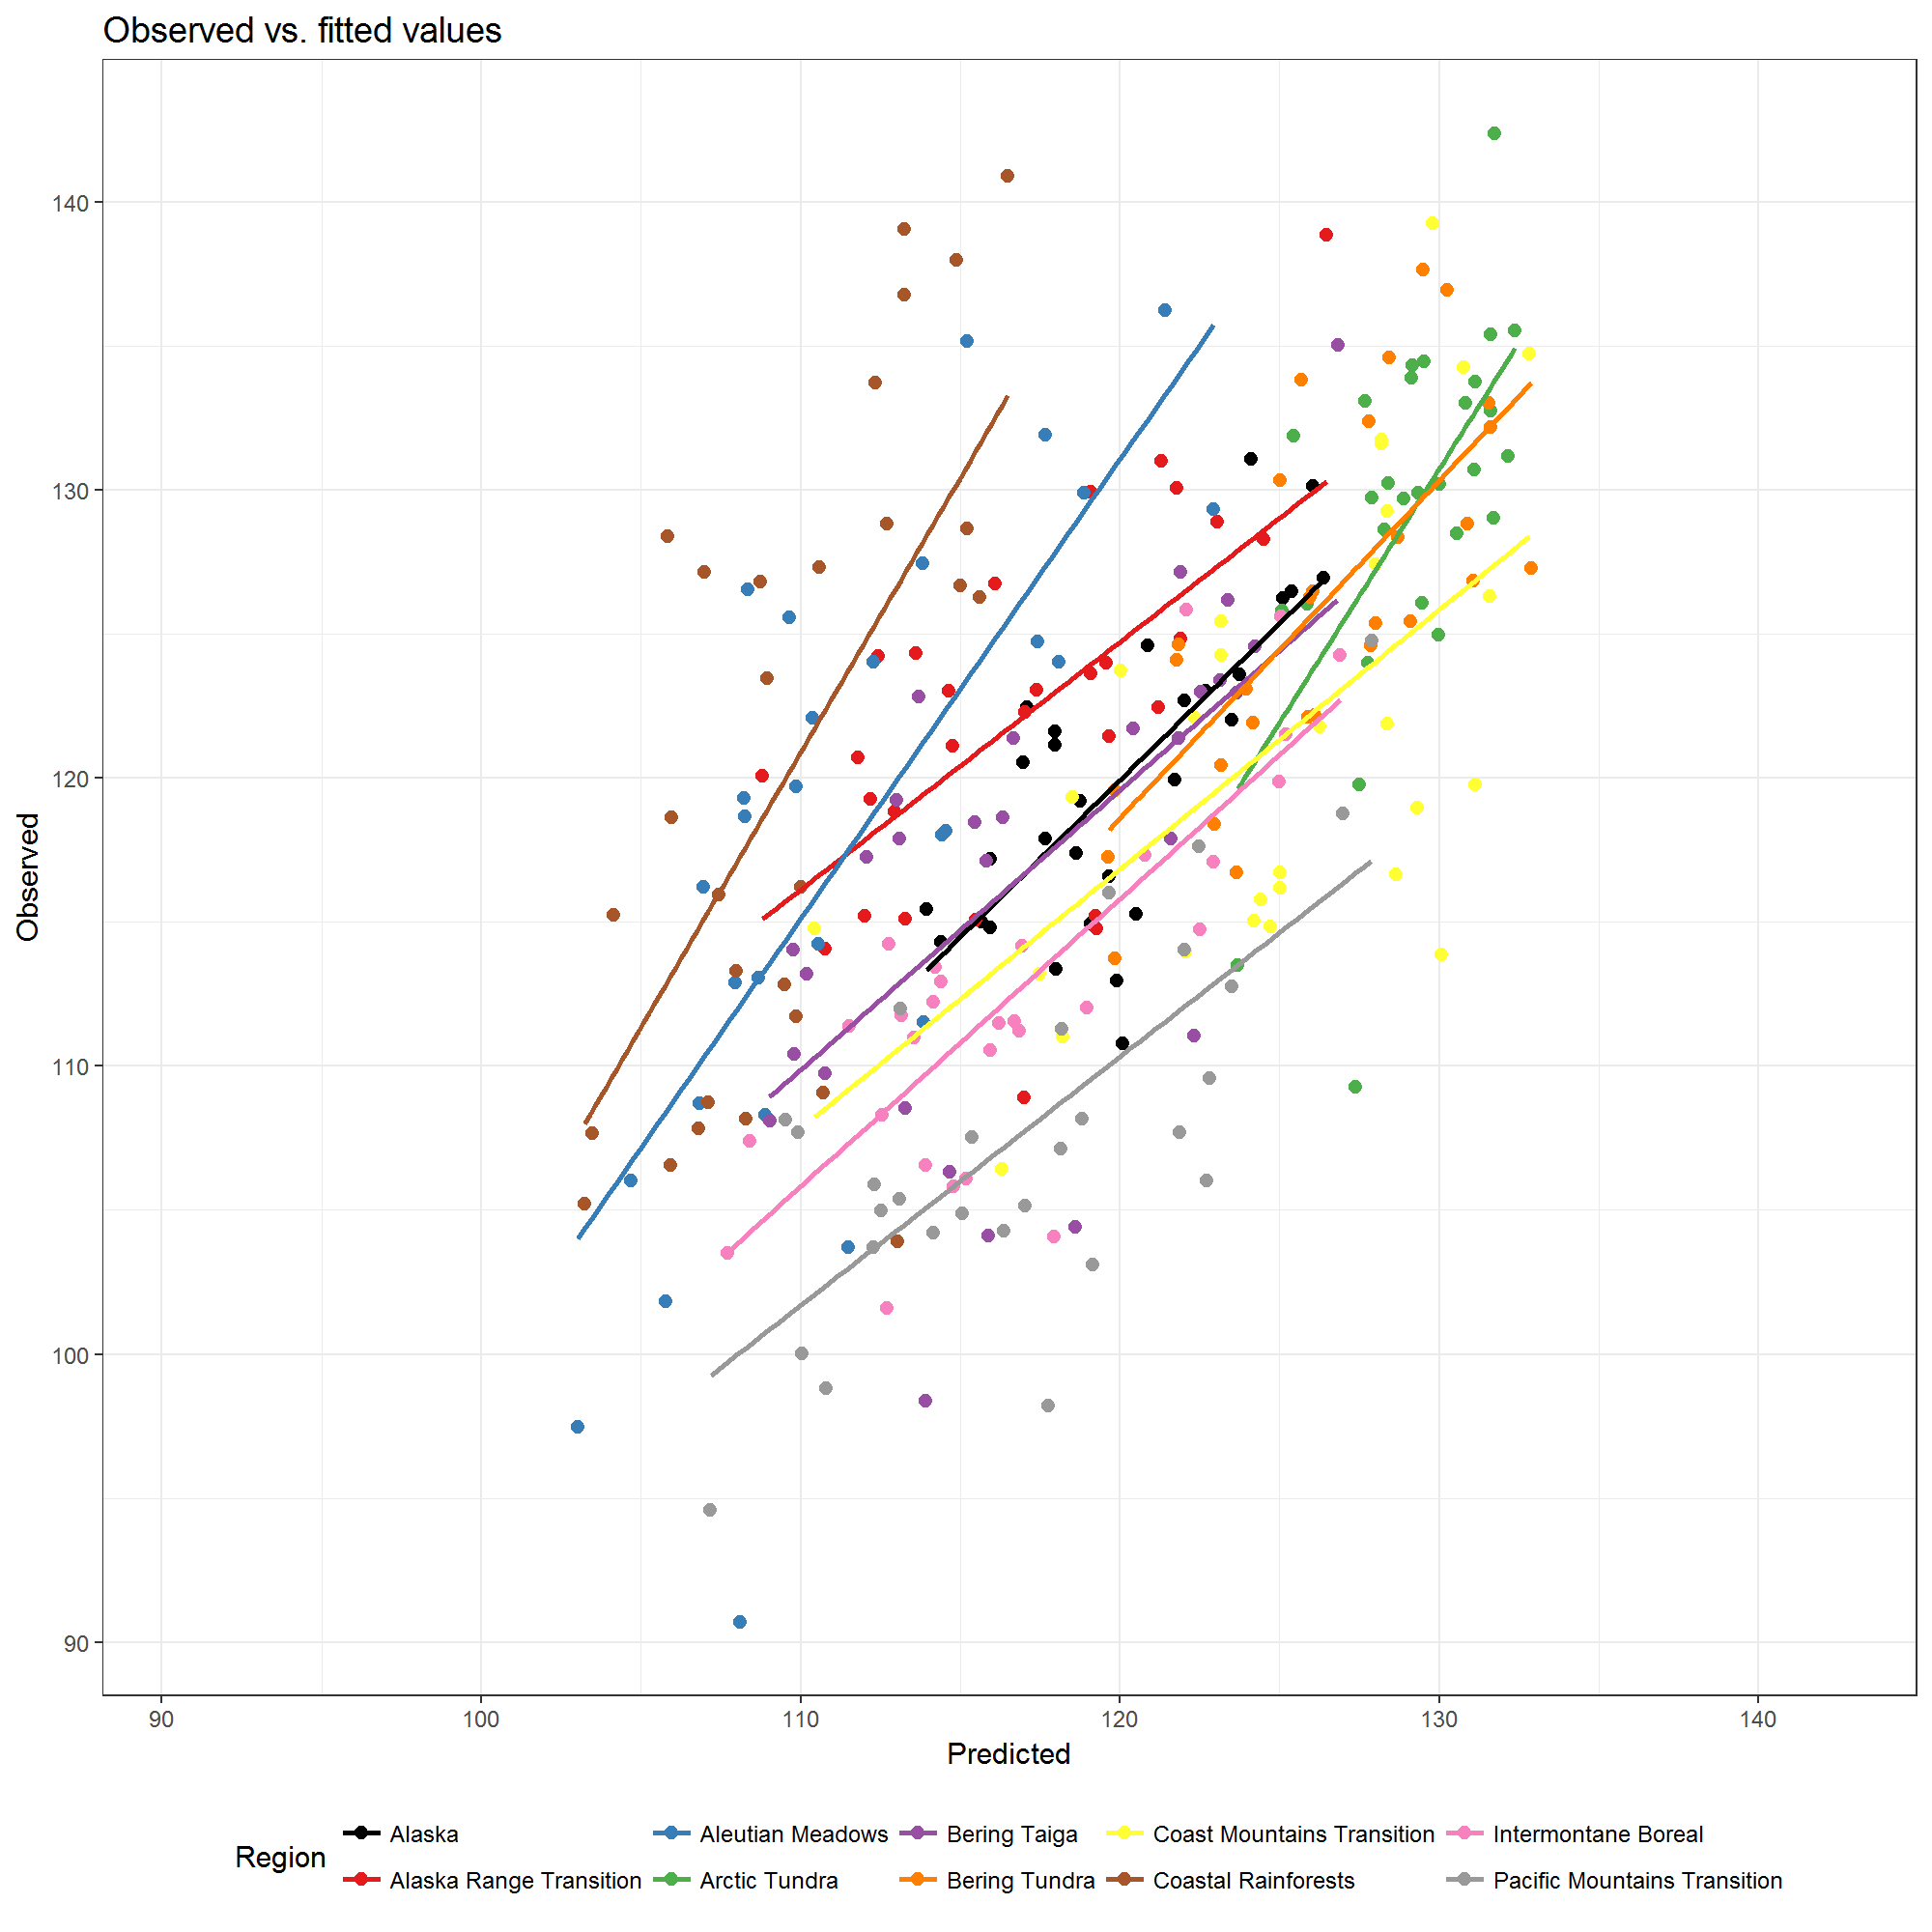 Observed vs. fitted values
140
130
120
110
100
90
Observed
90 100 110 120 130 140
Predicted
Region
Alaska Aleutian Meadows Bering Taiga Coast Mountains Transition Intermontane Boreal
Alaska Range Transition Arctic Tundra Bering Tundra Coastal Rainforests Pacific Mountains Transition